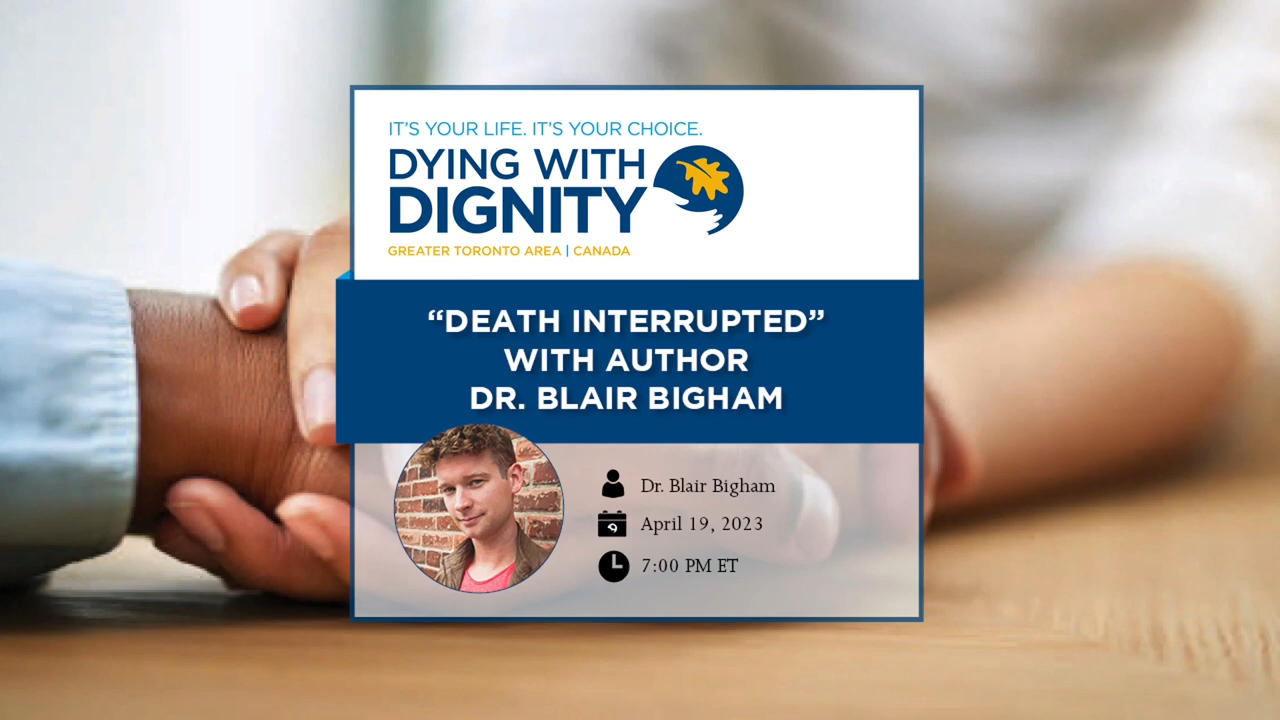 IT'S YOUR LIFE. IT'S YOUR CHOICE.
DYING WITH
DIGNITY
GREATER TORONTO AREA | CANADA
“DEATH INTERRUPTED”
WITH AUTHOR
DR. BLAIR BIGHAM
Dr. Blair Bigham
April 19, 2023
7:00 PM ET